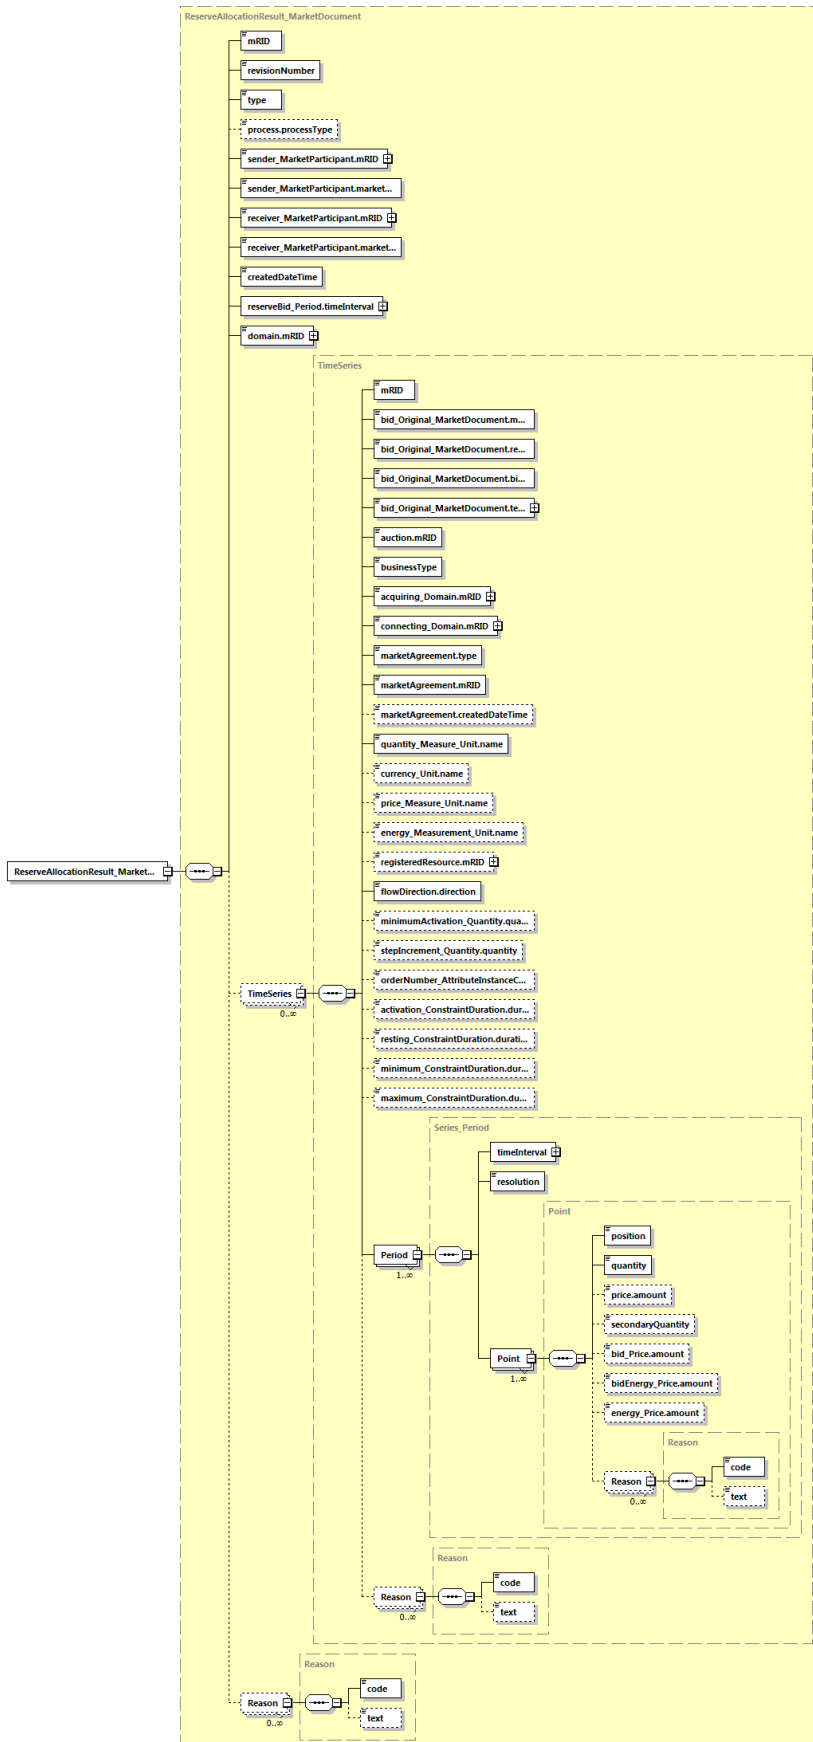 ReserveAllocationResult_MarketDocument
mRID
revisionNumber
type
process.processType
sender_MarketParticipant.mRID
sender_MarketParticipant.market...
receiver_MarketParticipant.mRID
receiver_MarketParticipant.market...
createdDateTime
reserveBid_Period.timeInterval
domain.mRID
TimeSeries
mRID
bid_Original_MarketDocument.m...
bid_Original_MarketDocument.re...
bid_Original_MarketDocument.bi...
bid_Original_MarketDocument.te...
auction.mRID
businessType
acquiring_Domain.mRID
connecting_Domain.mRID
marketAgreement.type
marketAgreement.mRID
marketAgreement.createdDateTime
quantity_Measure_Unit.name
currency_Unit.name
price_Measure_Unit.name
energy_Measurement_Unit.name
registeredResource.mRID
ReserveAllocationResult_Market...
flowDirection.direction
minimumActivation_Quantity.qua...
stepIncrement_Quantity.quantity
orderNumber_AttributeInstanceC...
TimeSeries
0..∞
activation_ConstraintDuration.dur...
resting_ConstraintDuration.durati...
minimum_ConstraintDuration.dur...
maximum_ConstraintDuration.du...
Series_Period
timeInterval
resolution
Point
position
quantity
Period
1..∞
price.amount
secondaryQuantity
bid_Price.amount
Point
1..∞
bidEnergy_Price.amount
energy_Price.amount
Reason
code
Reason
0..∞
text
Reason
code
Reason
0..∞
text
Reason
code
Reason
0..∞
text